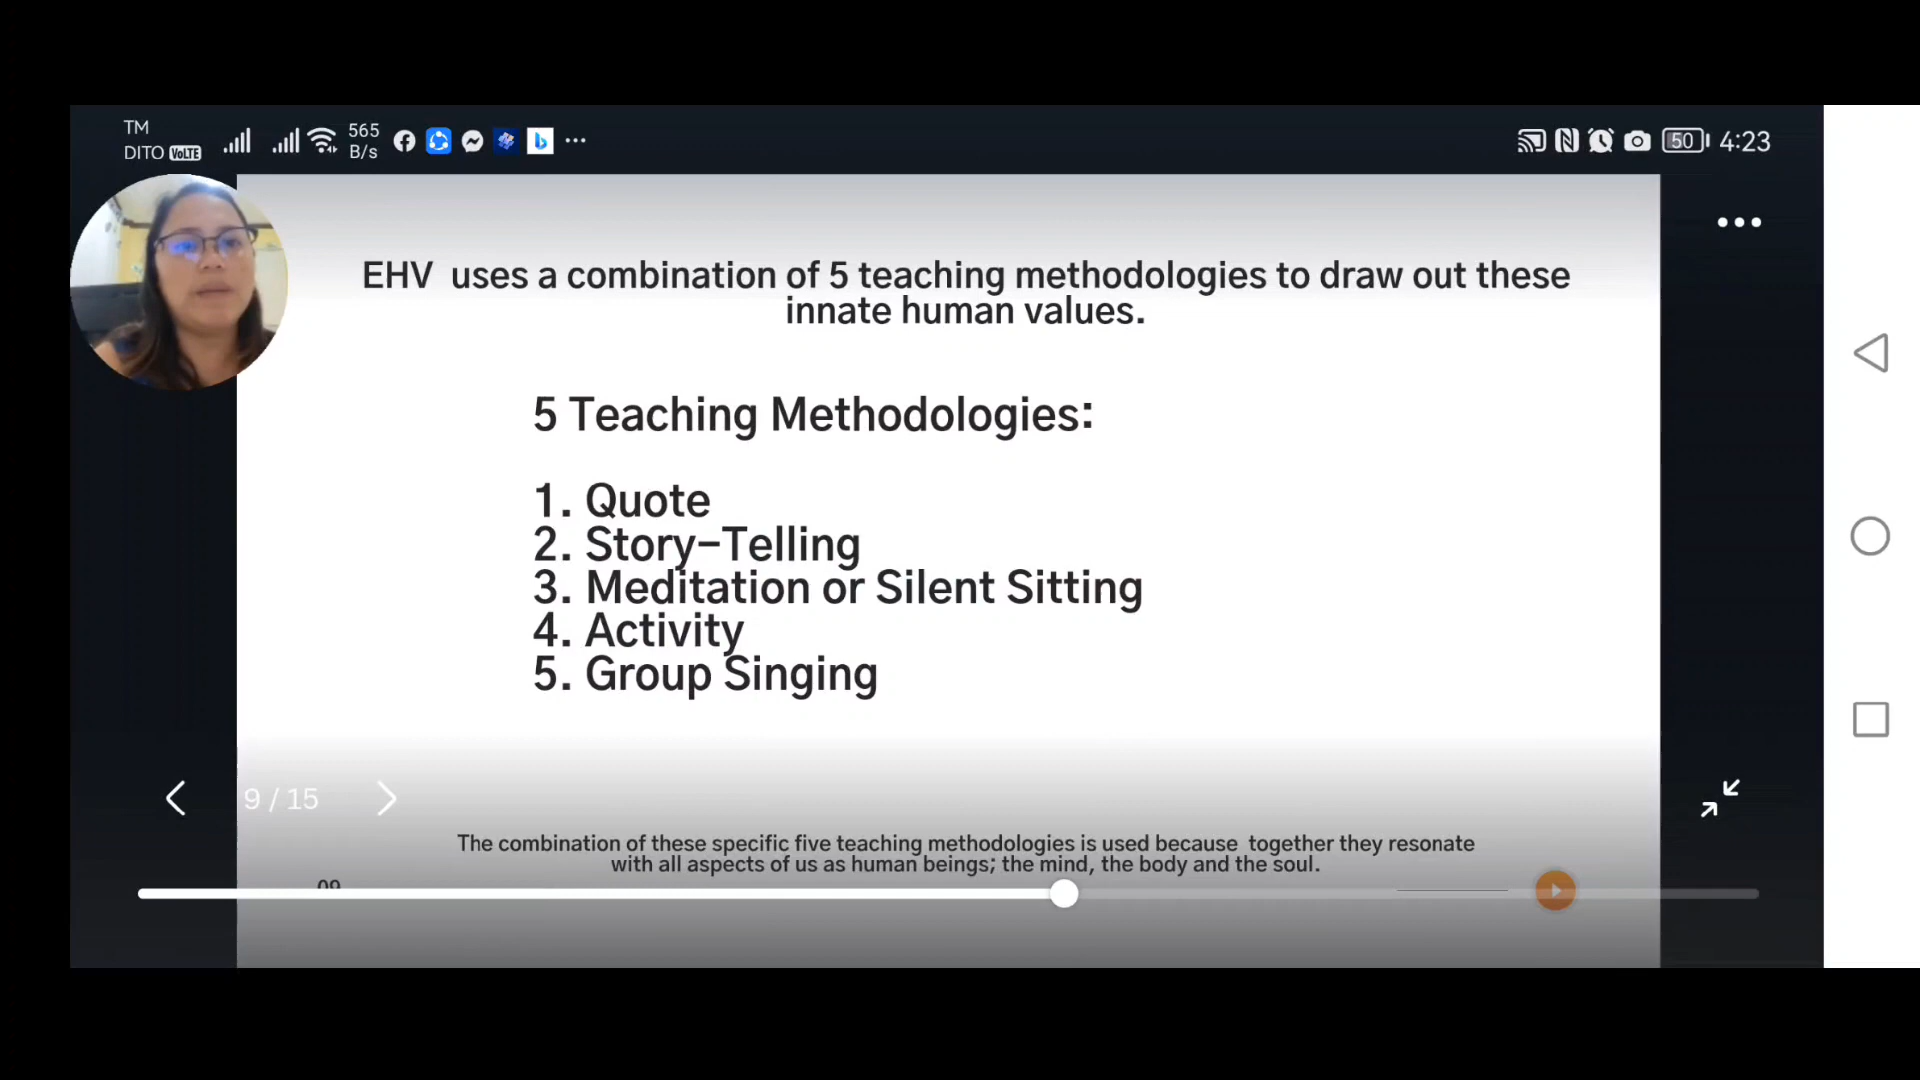 TM
DITO VoLTE
565
B/s
50
4:23
EHV uses a combination of 5 teaching methodologies to draw out these
innate human values.
5 Teaching Methodologies:
1. Quote
2. Story-Telling
3. Meditation or Silent Sitting
4. Activity
5. Group Singing
9 / 15
The combination of these specific five teaching methodologies is used because together they resonate
with all aspects of us as human beings; the mind, the body and the soul.
09